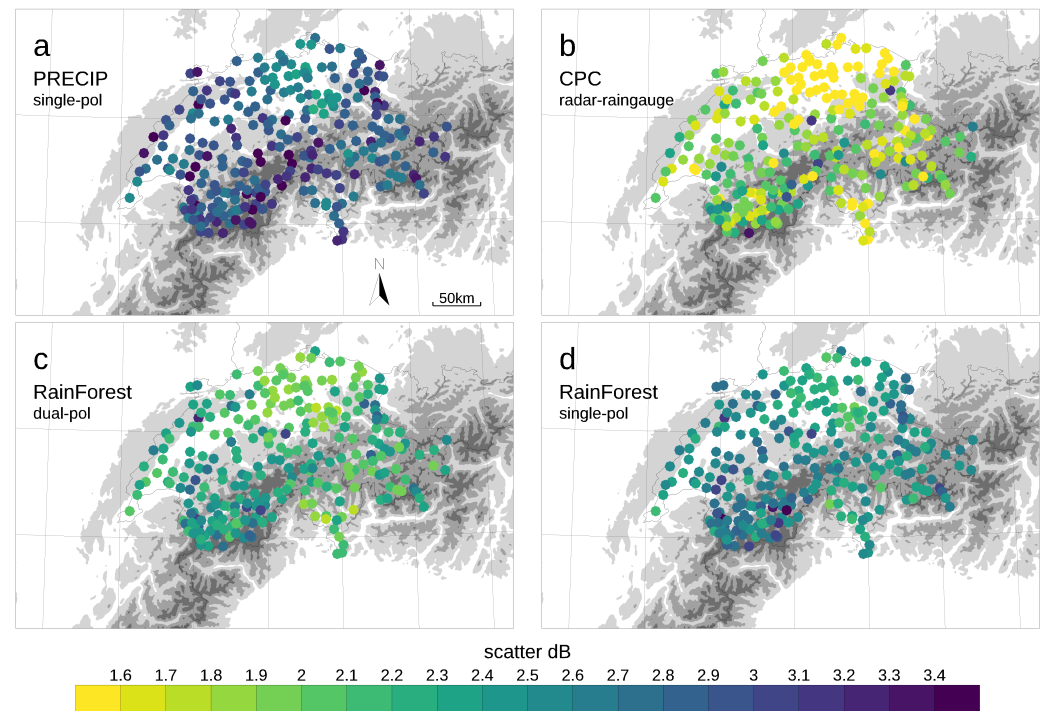 a
PRECIP
single-pol
N
50km
b
CPC
radar-raingauge
c
RainForest
dual-pol
d
RainForest
single-pol
scatter dB
1.6 1.7 1.8 1.9 2 2.1 2.2 2.3 2.4 2.5 2.6 2.7 2.8 2.9 3 3.1 3.2 3.3 3.4